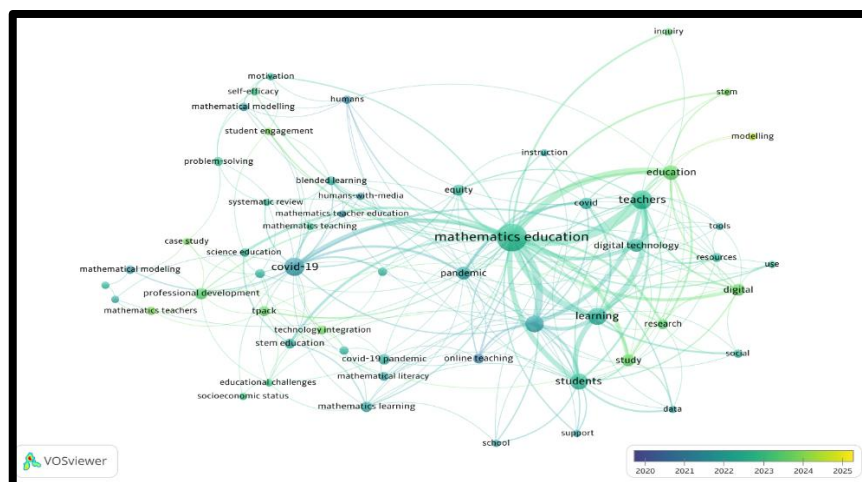 inquiry
motivation
self-efficacy
mathematical modelling
humans
stem
student engagement
modelling
instruction
problem-solving
education
blended learning
equity
teachers
humans-with-media
systematic review
covid
mathematics teacher education
mathematics teaching
tools
case study
mathematics education
digital technology
science education
resources
mathematical modeling
covid-19
pandemic
use
professional development
digital
mathematics teachers
tpack
learning
research
technology integration
stem education
covid-19 pandemic
online teaching
study
social
mathematical literacy
educational challenges
students
socioeconomic status
mathematics learning
data
support
school
VOSviewer
2020 2021 2022 2023 2024 2025